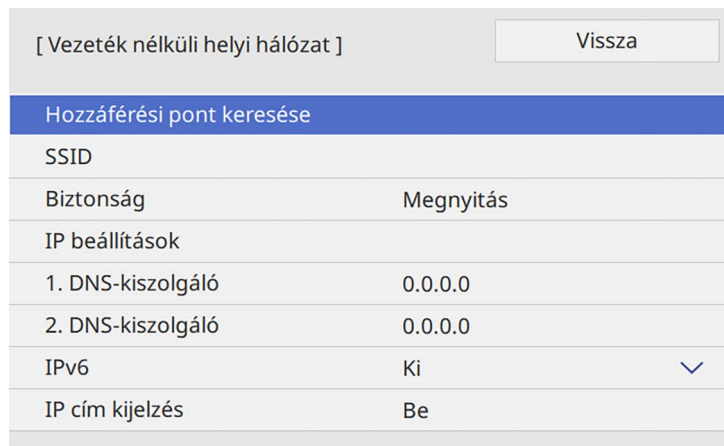 [ Vezeték nélküli helyi hálózat ] Vissza
Hozzáférési pont keresése
SSID
Biztonság Megnyitás
IP beállítások
1. DNS-kiszolgáló 0.0.0.0
2. DNS-kiszolgáló 0.0.0.0
IPv6 Ki
IP cím kijelzés Be